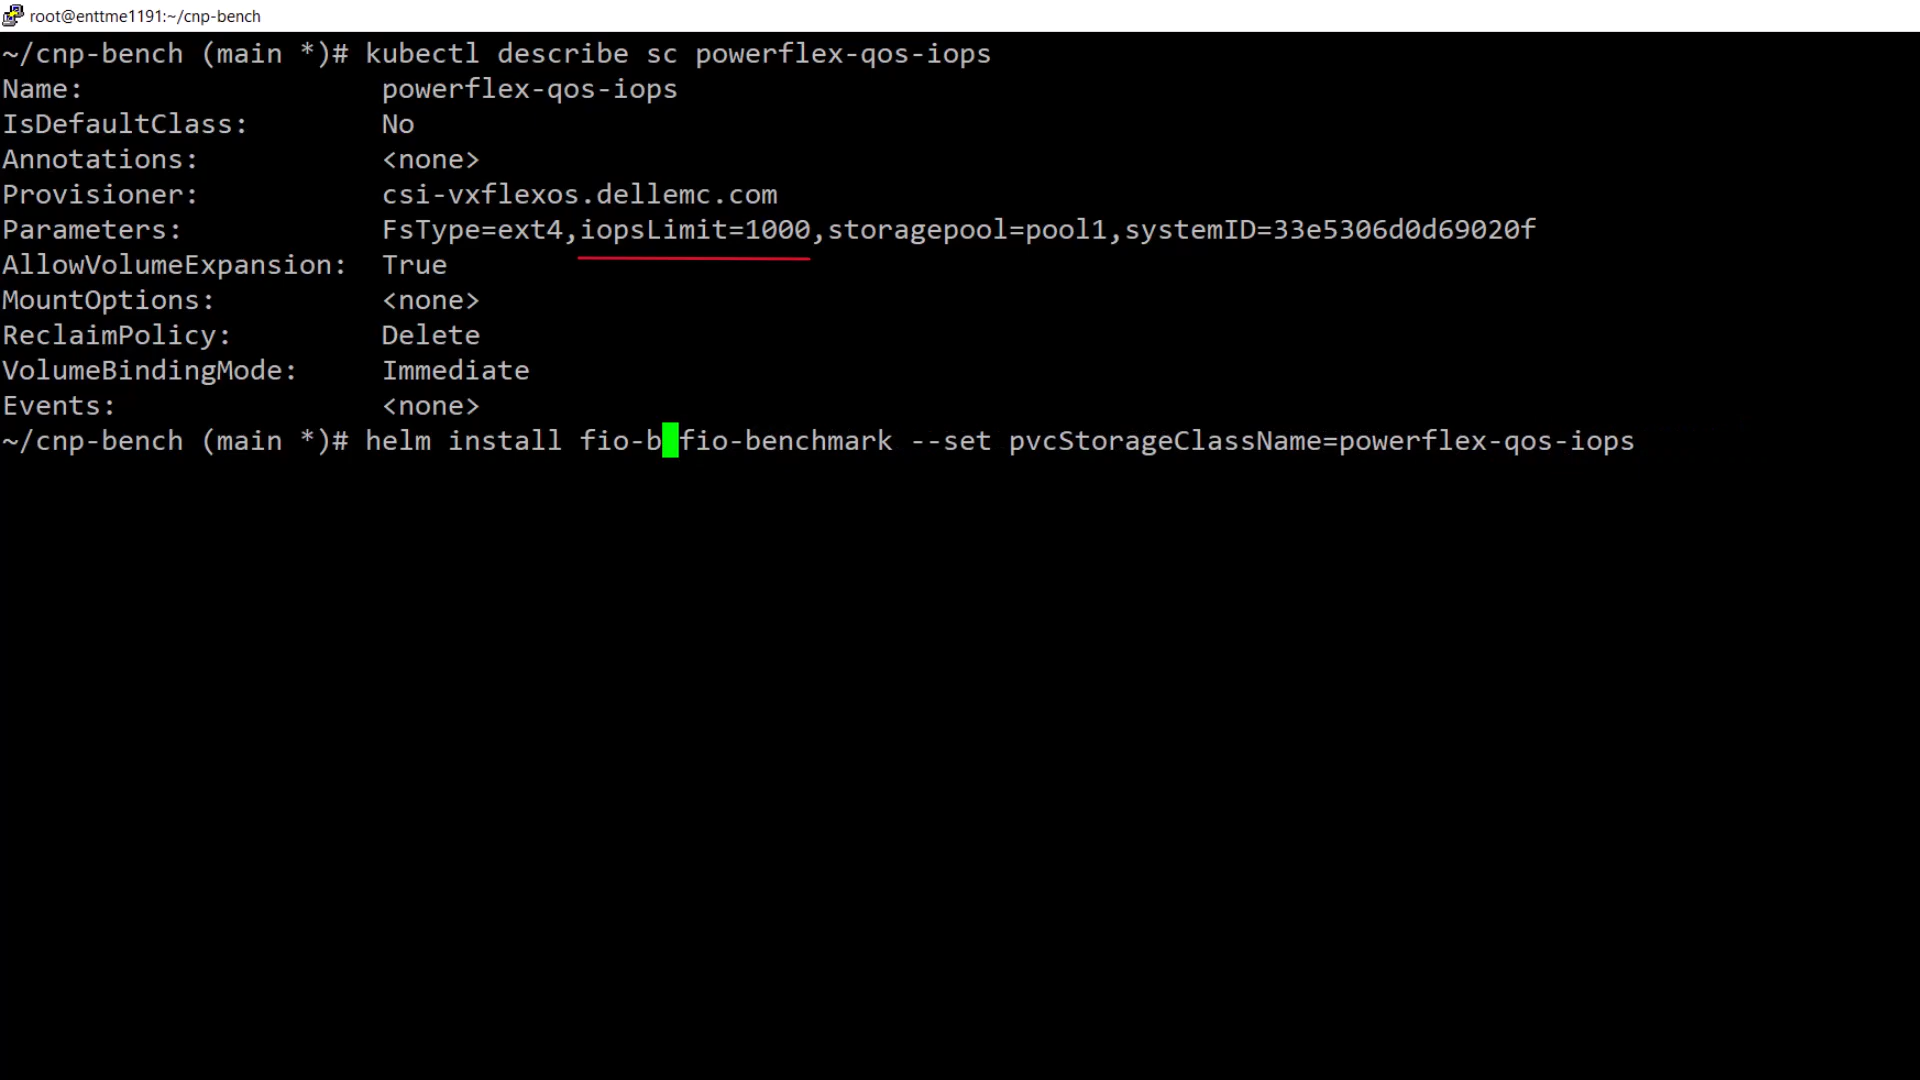 root@enttme1191:~/cnp-bench
~/cnp-bench (main *)# kubectl describe sc powerflex-qos-iops
Name:                  powerflex-qos-iops
IsDefaultClass:        No
Annotations:           <none>
Provisioner:           csi-vxflexos.dellemc.com
Parameters:            FsType=ext4,iopsLimit=1000,storagepool=pool1,systemID=33e5306d0d69020f
AllowVolumeExpansion:  True
MountOptions:          <none>
ReclaimPolicy:         Delete
VolumeBindingMode:     Immediate
Events:                <none>
~/cnp-bench (main *)# helm install fio-b fio-benchmark --set pvcStorageClassName=powerflex-qos-iops